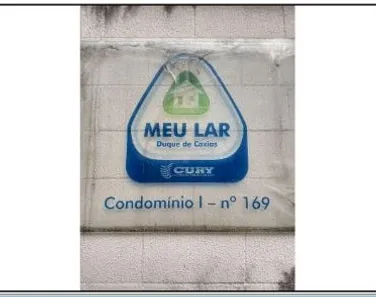 MEU LAR
Duque de Caxias
CURY
Condomínio I – nº 169